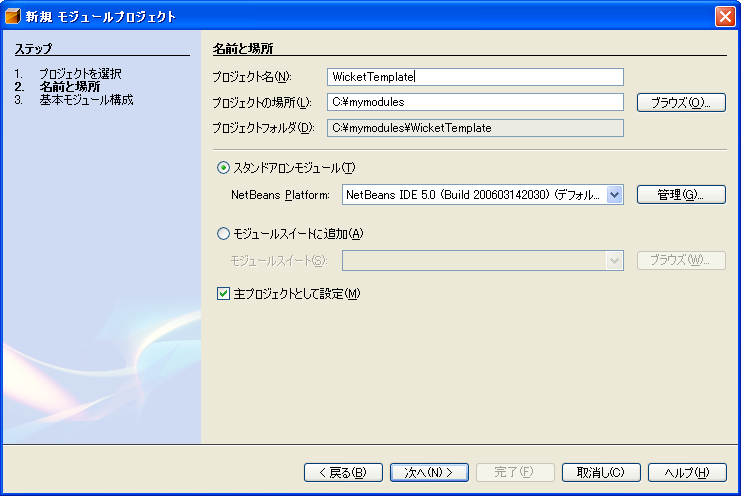 新規 モジュールプロジェクト
ステップ
1. プロジェクトを選択
2. 名前と場所
3. 基本モジュール構成
名前と場所
プロジェクト名(N): WicketTemplate
プロジェクトの場所(L): C:¥mymodules ブラウズ(O)...
プロジェクトフォルダ(D): C:¥mymodules¥WicketTemplate
スタンドアロンモジュール(T)
NetBeans Platform: NetBeans IDE 5.0 (Build 200603142030) (デフォル... 管理(G)...
モジュールスイートに追加(A)
モジュールスイート(S): ブラウズ(W)...
主プロジェクトとして設定(M)
< 戻る(B) 次へ(N) > 完了(F) 取消し(C) ヘルプ(H)